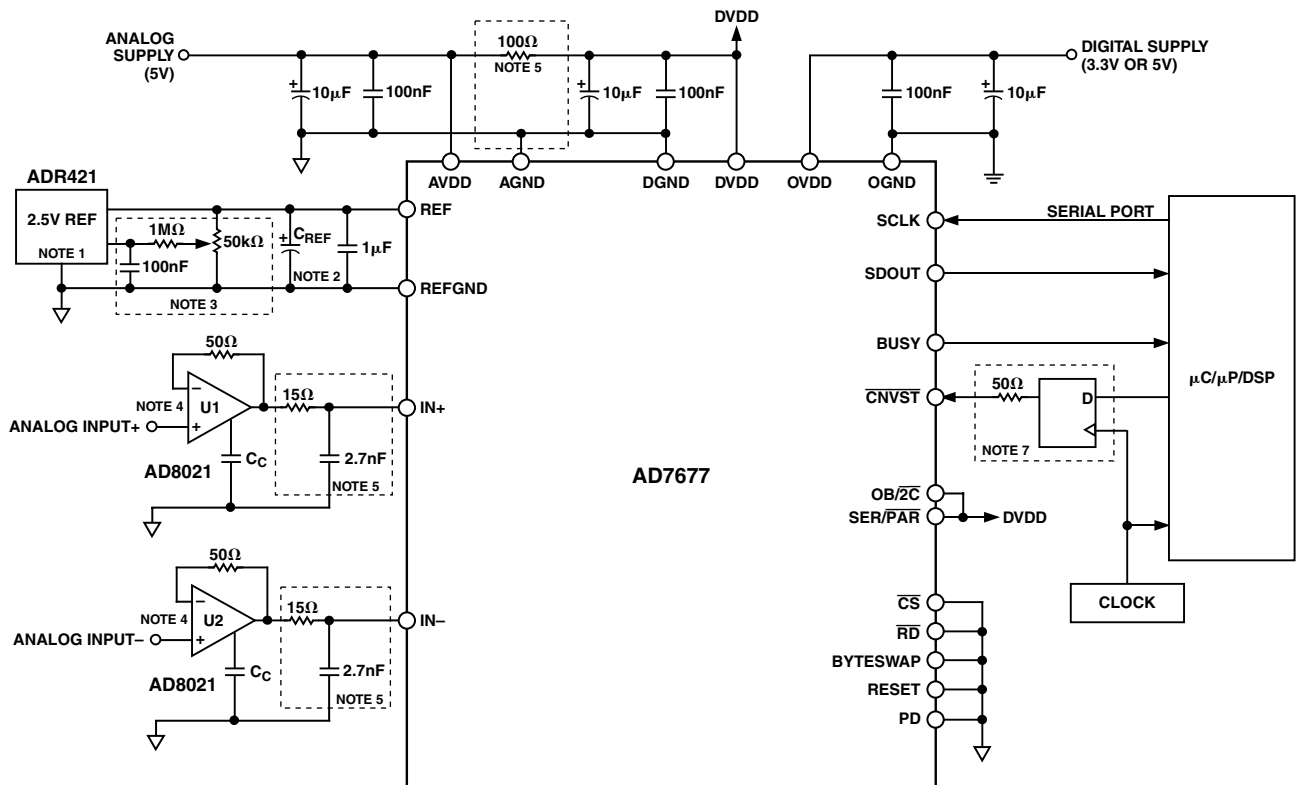 ANALOG
SUPPLY
(5V)
10μF
100nF
100Ω
NOTE 5
10μF
100nF
DVDD
100nF
10μF
DIGITAL SUPPLY
(3.3V OR 5V)
AVDD
AGND
DGND
DVDD
OVDD
OGND
ADR421
2.5V REF
NOTE 1
1MΩ
50kΩ
100nF
NOTE 3
CREF
NOTE 2
1μF
REF
REFGND
50Ω
NOTE 4
U1
ANALOG INPUT+
AD8021
CC
15Ω
2.7nF
NOTE 5
IN+
50Ω
NOTE 4
U2
ANALOG INPUT–
AD8021
CC
15Ω
2.7nF
NOTE 5
IN–
AD7677
SCLK
SERIAL PORT
SDOUT
BUSY
CNVST
50Ω
D
NOTE 7
μC/μP/DSP
OB/2C
SER/PAR
DVDD
CLOCK
CS
RD
BYTESWAP
RESET
PD